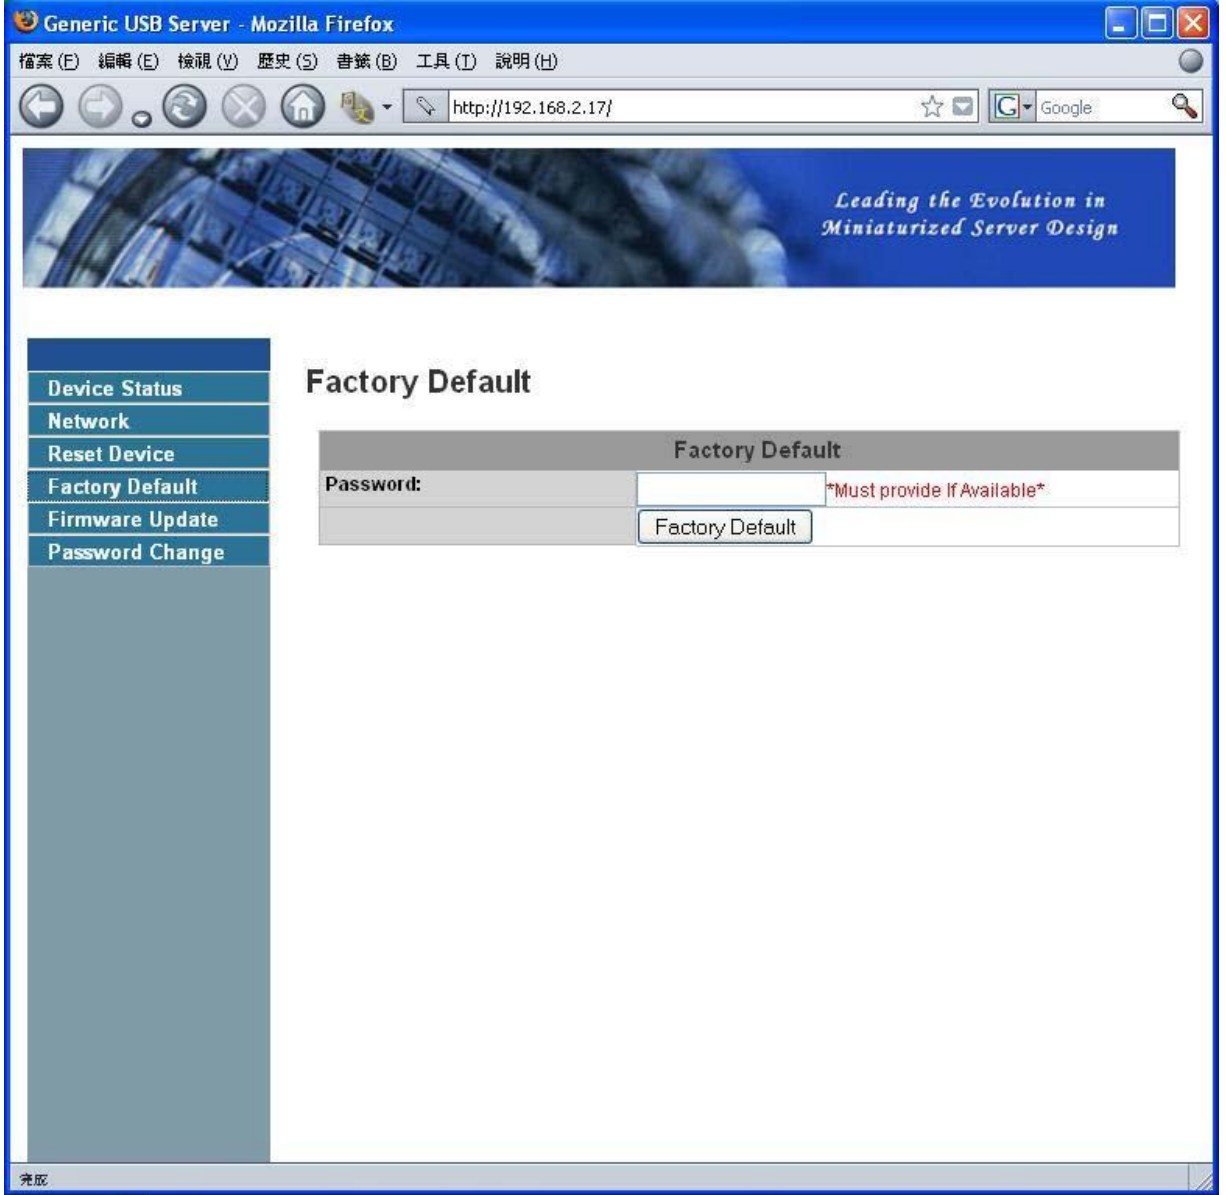 Generic USB Server - Mozilla Firefox
檔案(F) 編輯(E) 檢視(V) 歷史(S) 書籤(B) 工具(T) 說明(H)
http://192.168.2.17/ Google
Leading the Evolution in
Miniaturized Server Design
Device Status
Network
Reset Device
Factory Default
Firmware Update
Password Change
Factory Default
Factory Default
Password: *Must provide If Available*
Factory Default
完成